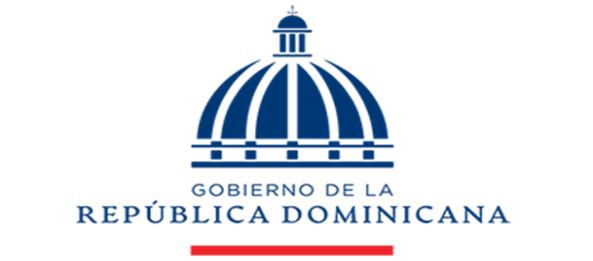 GOBIERNO DE LA
REPÚBLICA DOMINICANA